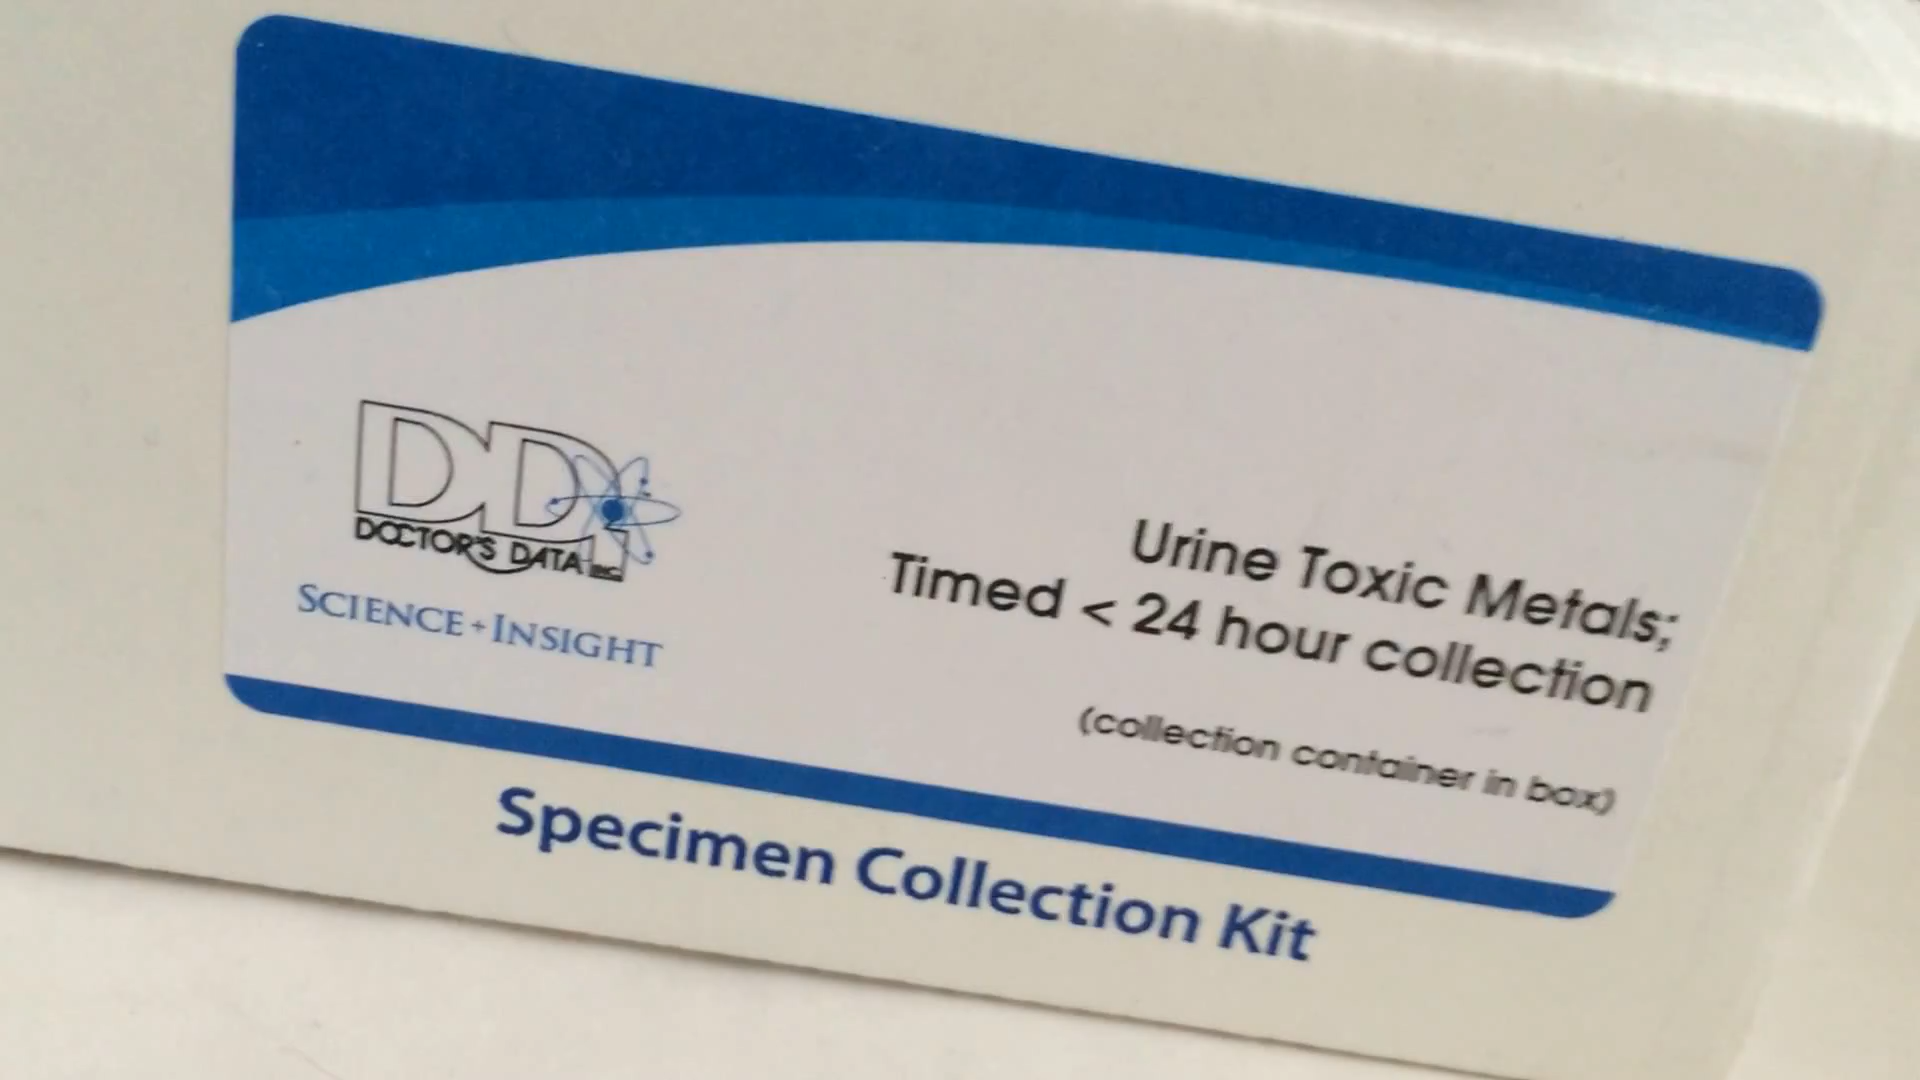 DDI
DOCTOR'S DATA INC.
SCIENCE + INSIGHT
Urine Toxic Metals;
Timed < 24 hour collection
(collection container in box)
Specimen Collection Kit